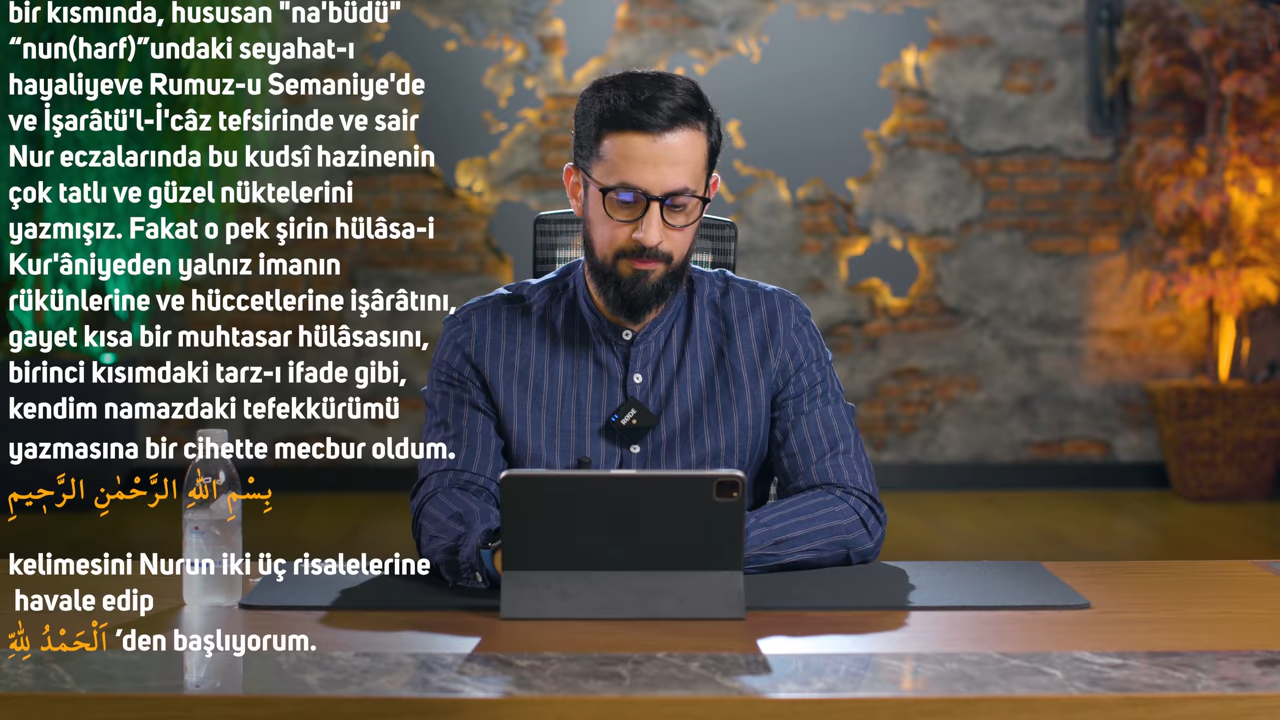 bir kısmında, hususan "na'büdü"
“nun(harf)”undaki seyahat-ı
hayaliyeve Rumuz-u Semaniye'de
ve İşarâtü'l-İ'câz tefsirinde ve sair
Nur eczalarında bu kudsî hazinenin
çok tatlı ve güzel nüktelerini
yazmışız. Fakat o pek şirin hülâsa-i
Kur'âniyeden yalnız imanın
rükünlerine ve hüccetlerine işârâtını,
gayet kısa bir muhtasar hülâsasını,
birinci kısımdaki tarz-ı ifade gibi,
kendim namazdaki tefekkürümü
yazmasına bir cihette mecbur oldum.
بِسْمِ اللّٰهِ الرَّحْمٰنِ الرَّحِيمِ
kelimesini Nurun iki üç risalelerine
havale edip
اَلْحَمْدُ لِلّٰهِ ’den başlıyorum.
RØDE